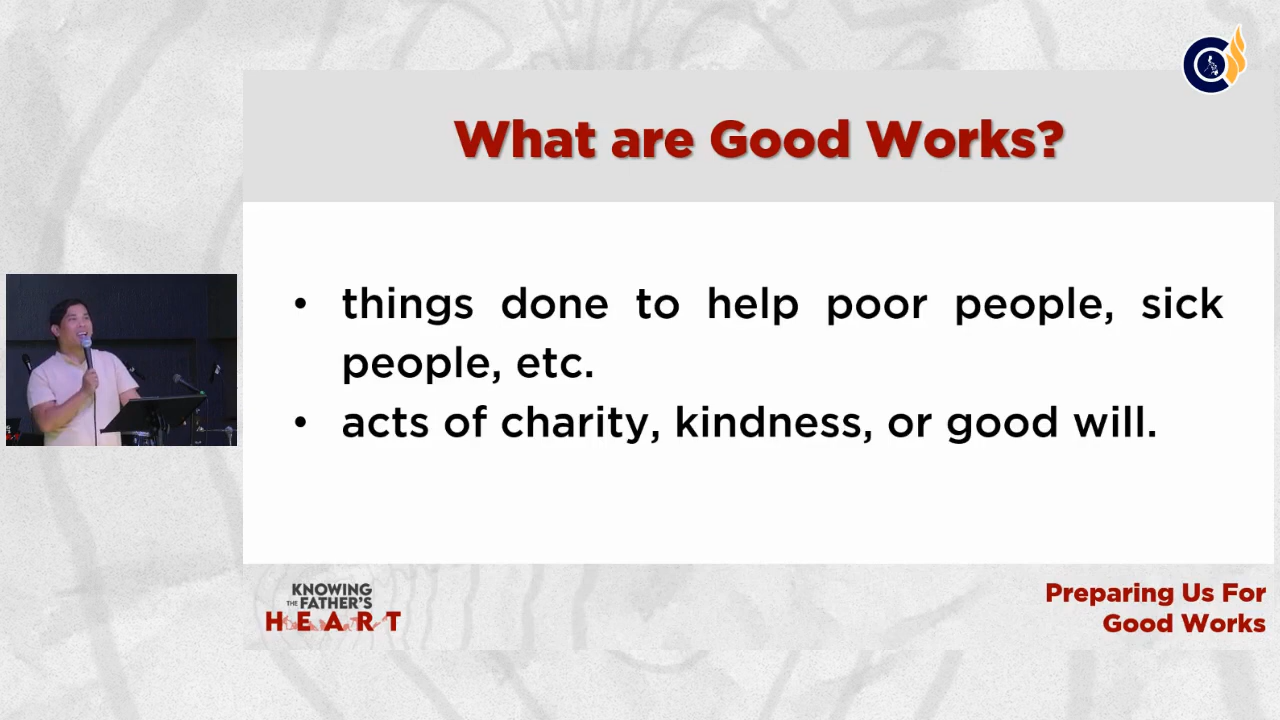 What are Good Works?
• things done to help poor people, sick
people, etc.
• acts of charity, kindness, or good will.
KNOWING
THE FATHER'S
HEART
Preparing Us For
Good Works